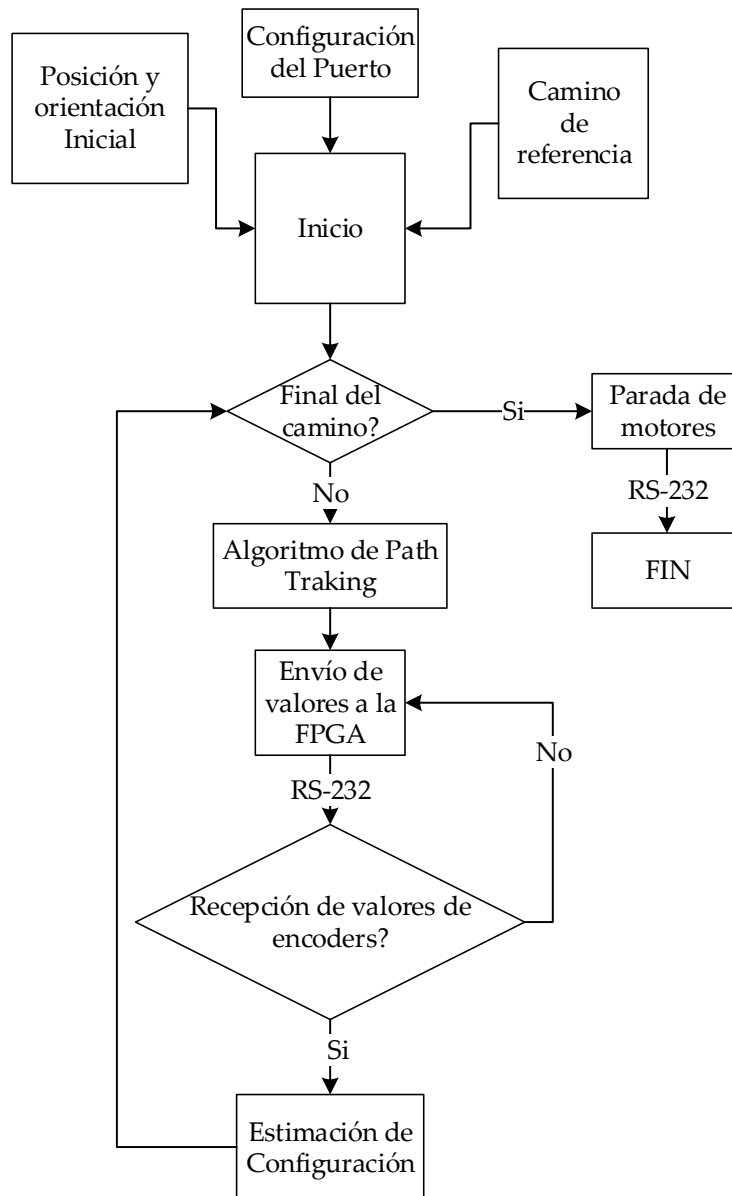 Configuración
del Puerto
Posición y
orientación
Inicial
Camino
de
referencia
Inicio
Final del
camino?
Si
Parada de
motores
No
RS-232
Algoritmo de Path
Traking
FIN
Envío de
valores a la
FPGA
No
RS-232
Recepción de valores de
encoders?
Si
Estimación de
Configuración